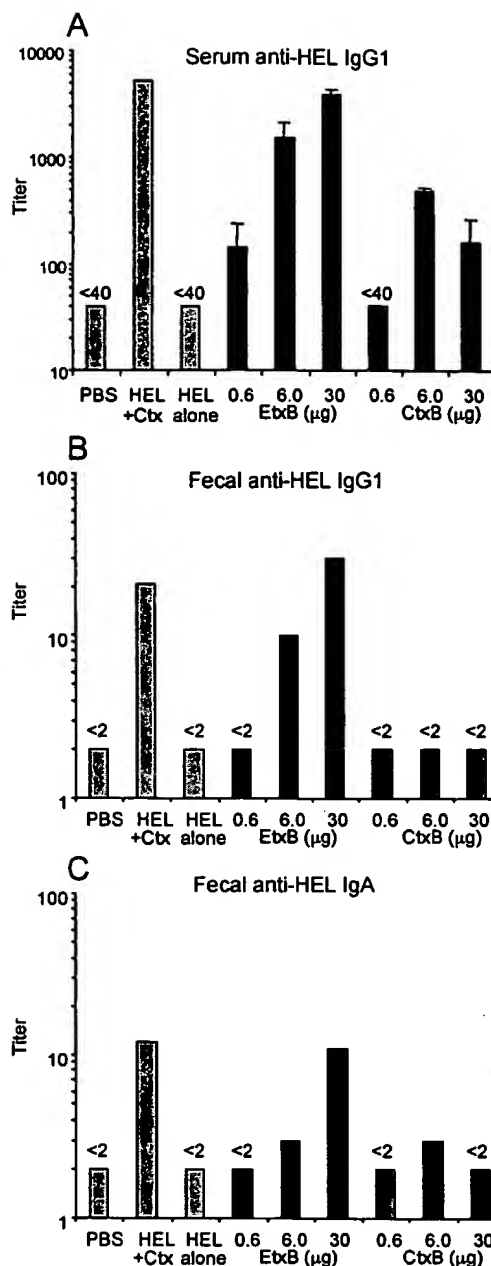 A
Serum anti-HEL IgG1
10000
1000
100
10
Titer
<40
<40
<40
PBS HEL HEL 0.6 6.0 30 0.6 6.0 30
+Ctx alone EtxB (µg) CtxB (µg)
B
Fecal anti-HEL IgG1
100
10
1
Titer
<2
<2
<2
<2
<2
<2
PBS HEL HEL 0.6 6.0 30 0.6 6.0 30
+Ctx alone EtxB (µg) CtxB (µg)
C
Fecal anti-HEL IgA
100
10
1
Titer
<2
<2
<2
<2
<2
PBS HEL HEL 0.6 6.0 30 0.6 6.0 30
+Ctx alone EtxB (µg) CtxB (µg)